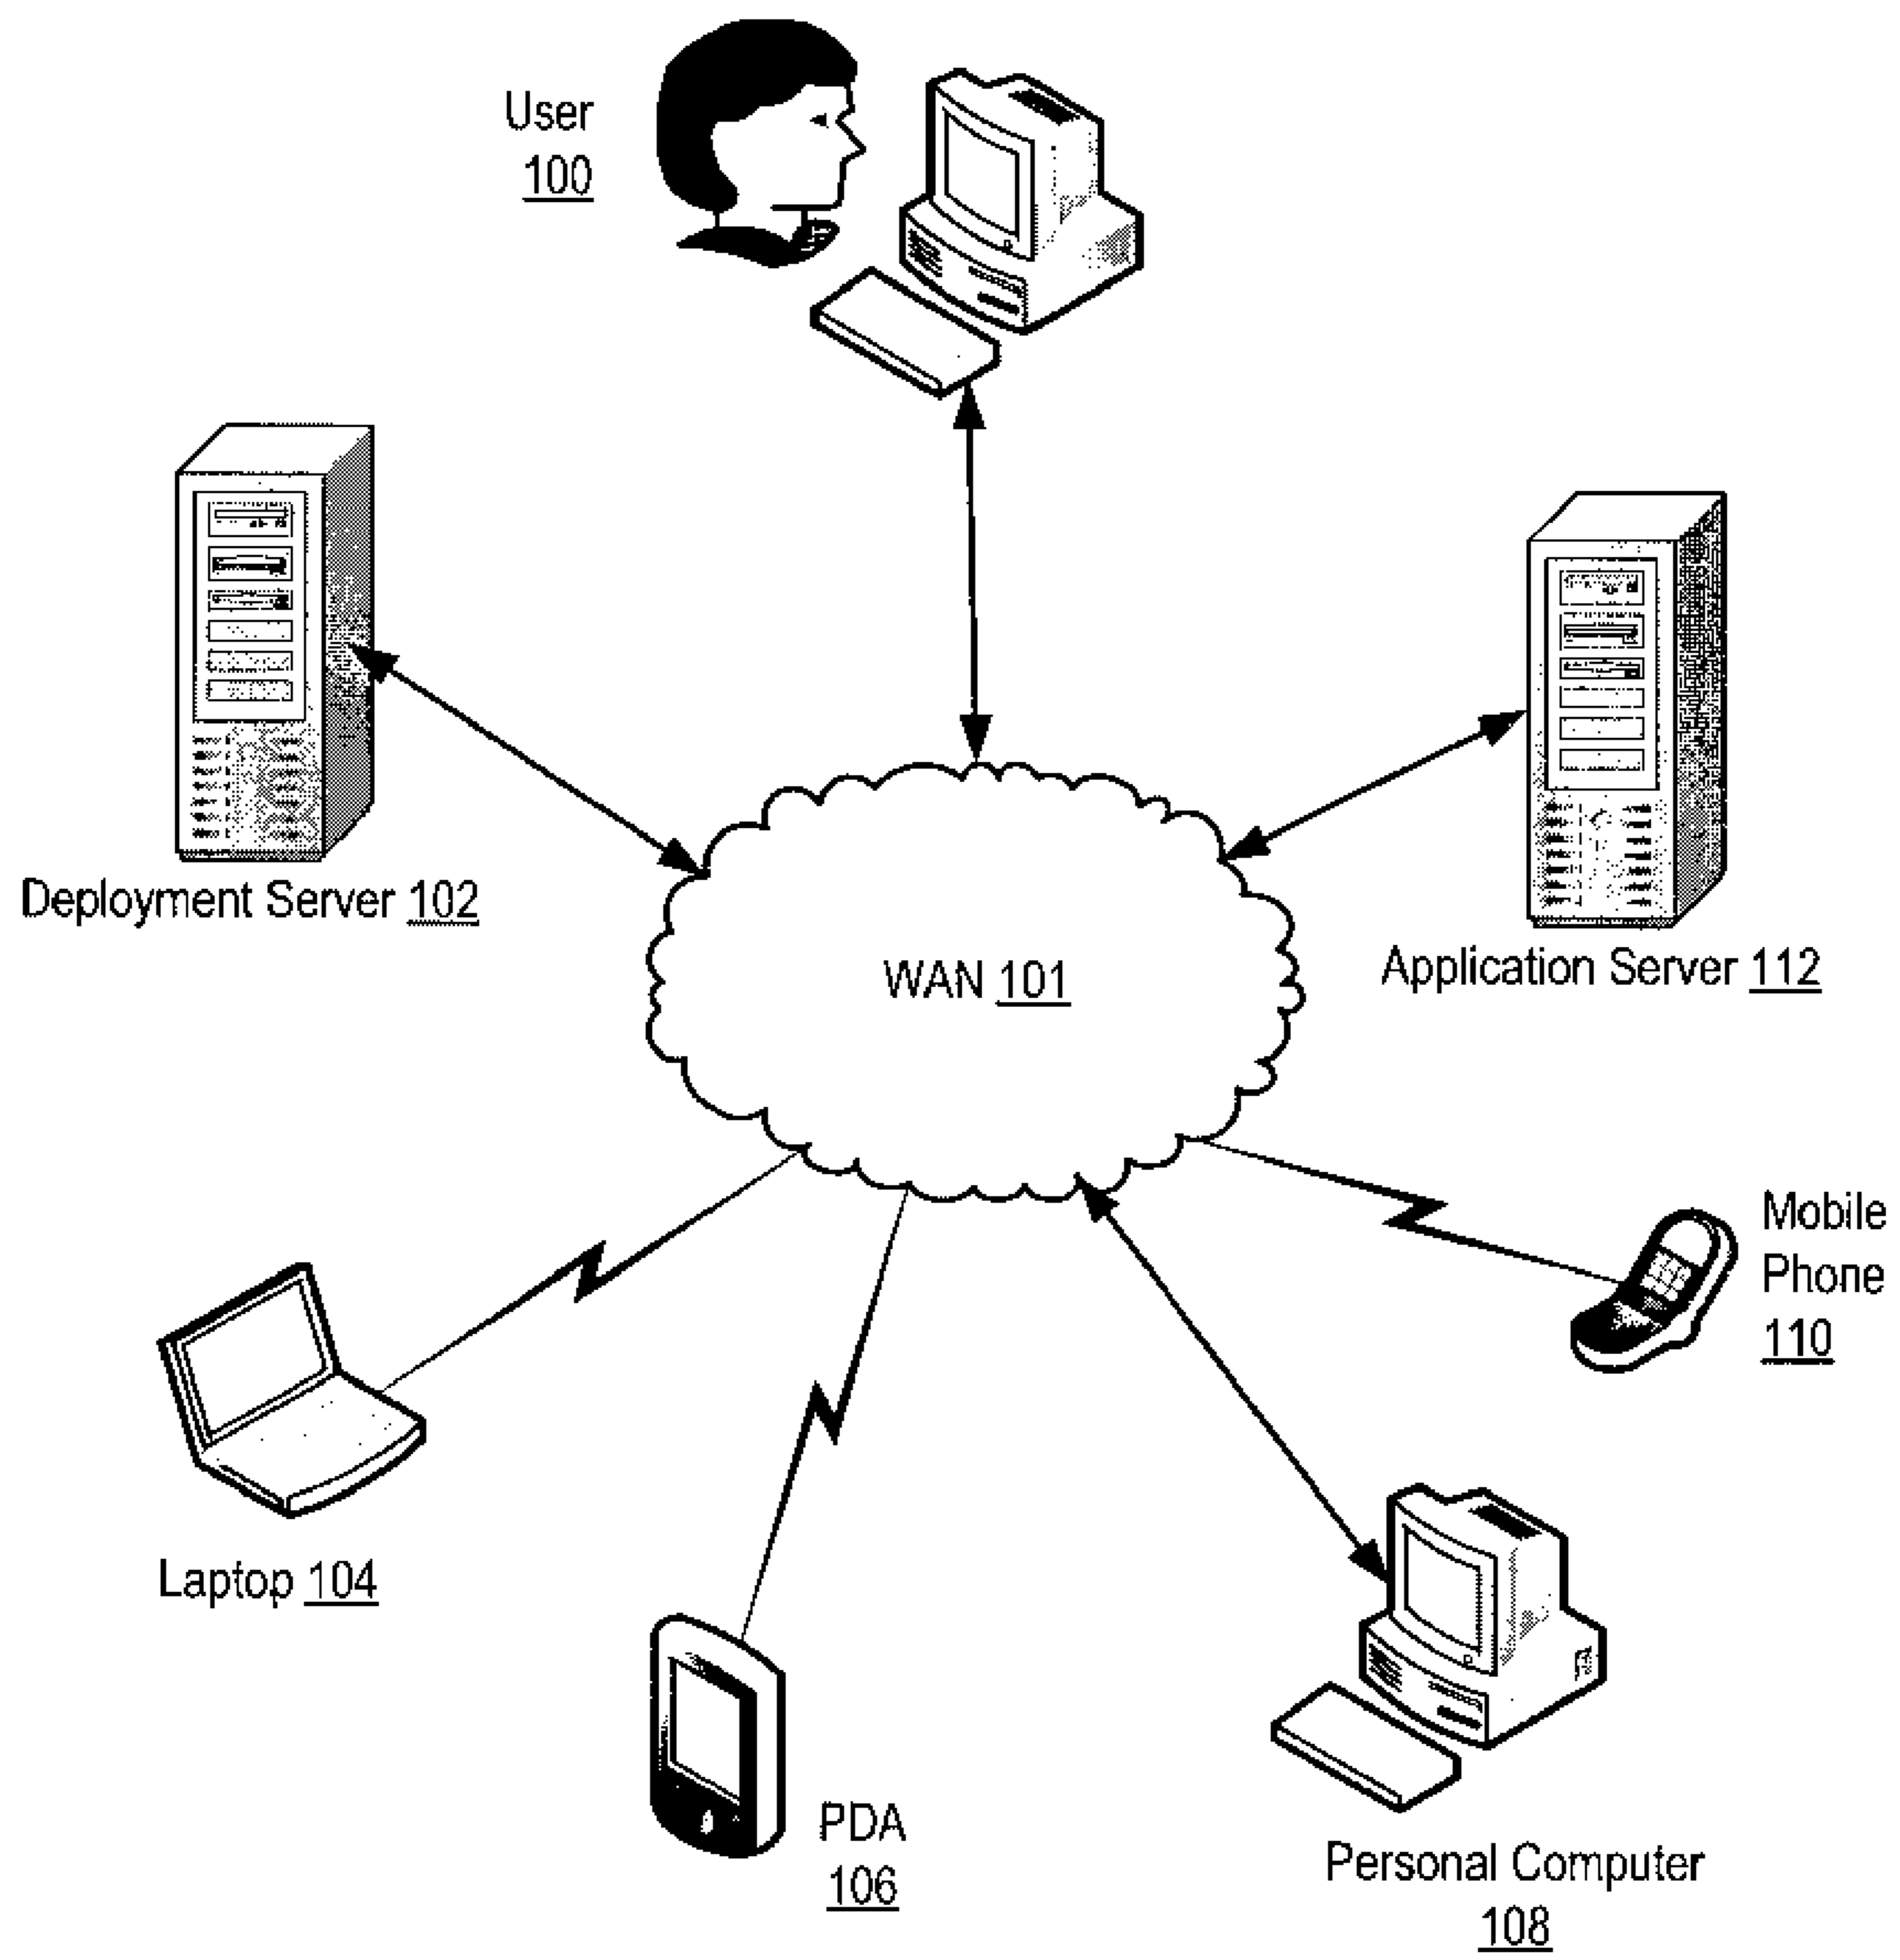 User
100
Deployment Server 102
Application Server 112
WAN 101
Mobile
Phone
110
Laptop 104
PDA
106
Personal Computer
108